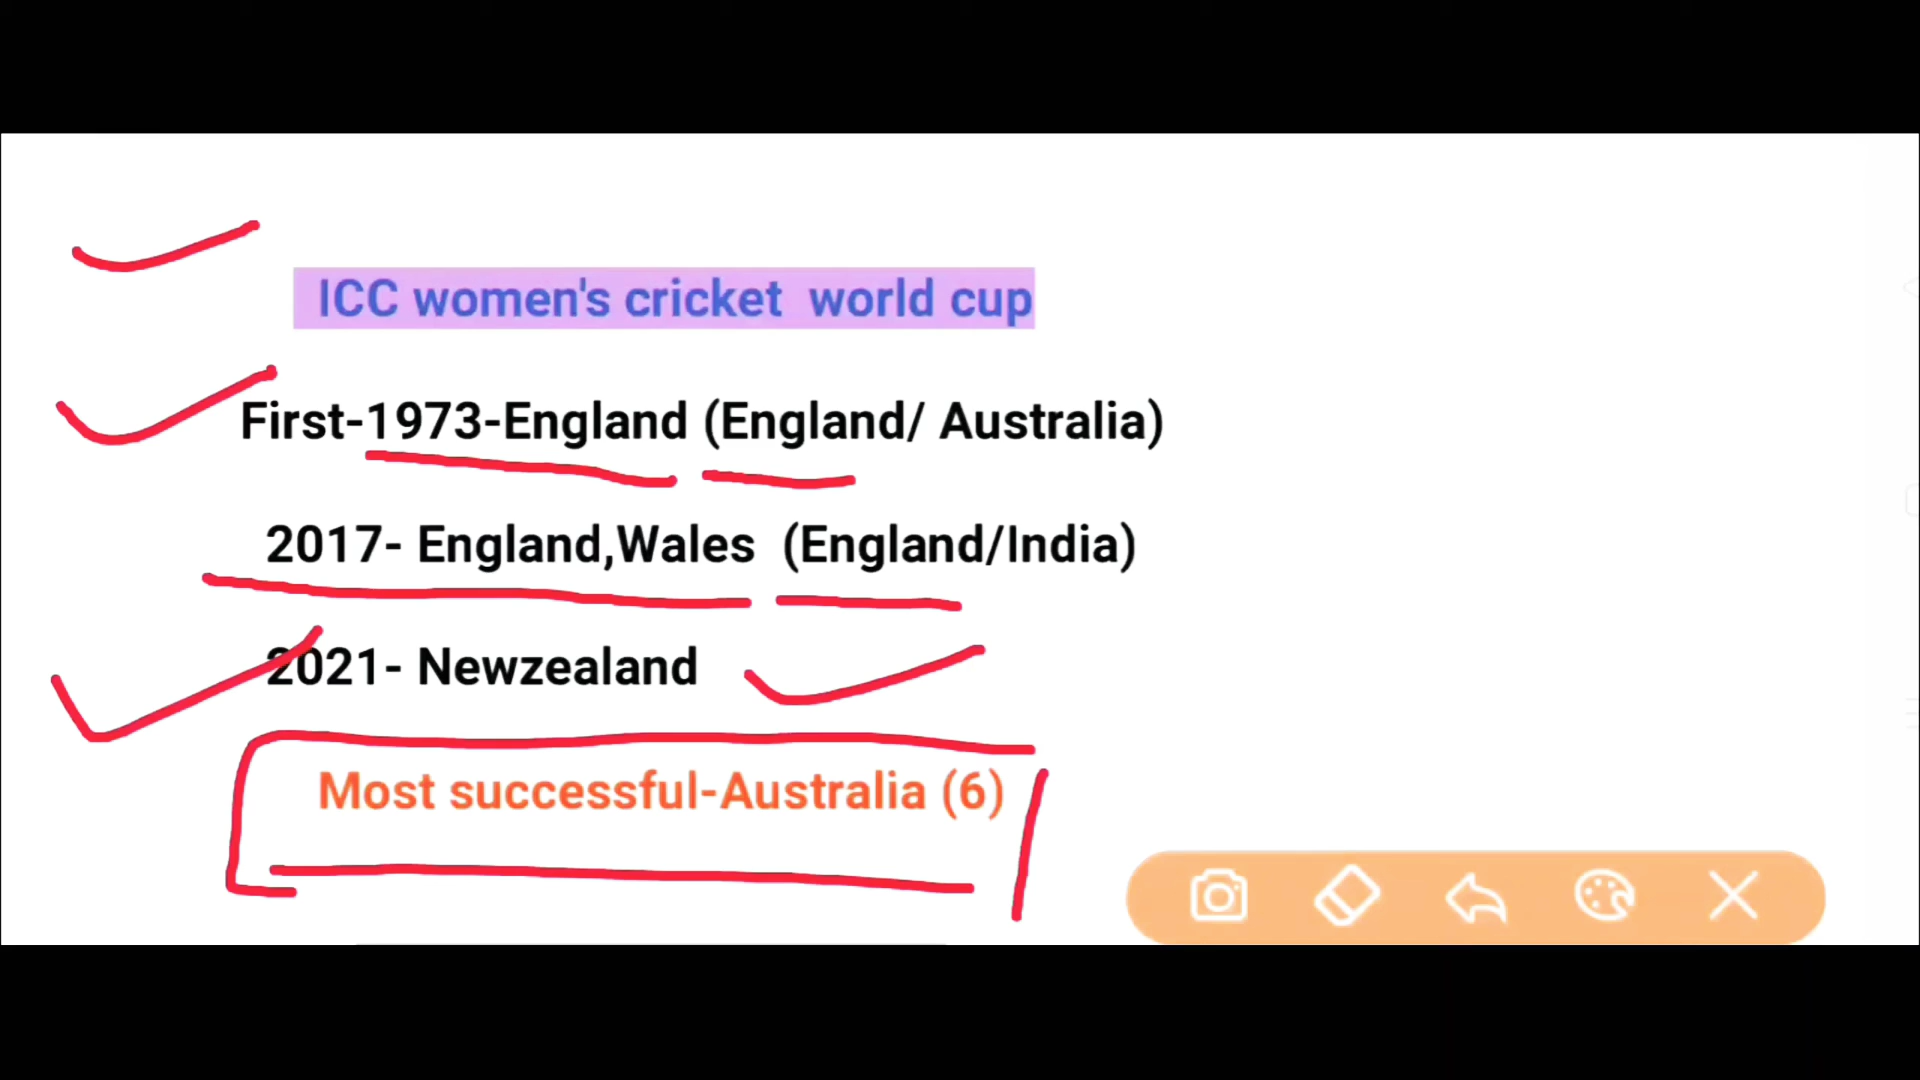 ICC women's cricket world cup
First-1973-England (England/ Australia)
2017- England,Wales (England/India)
2021- Newzealand
Most successful-Australia (6)